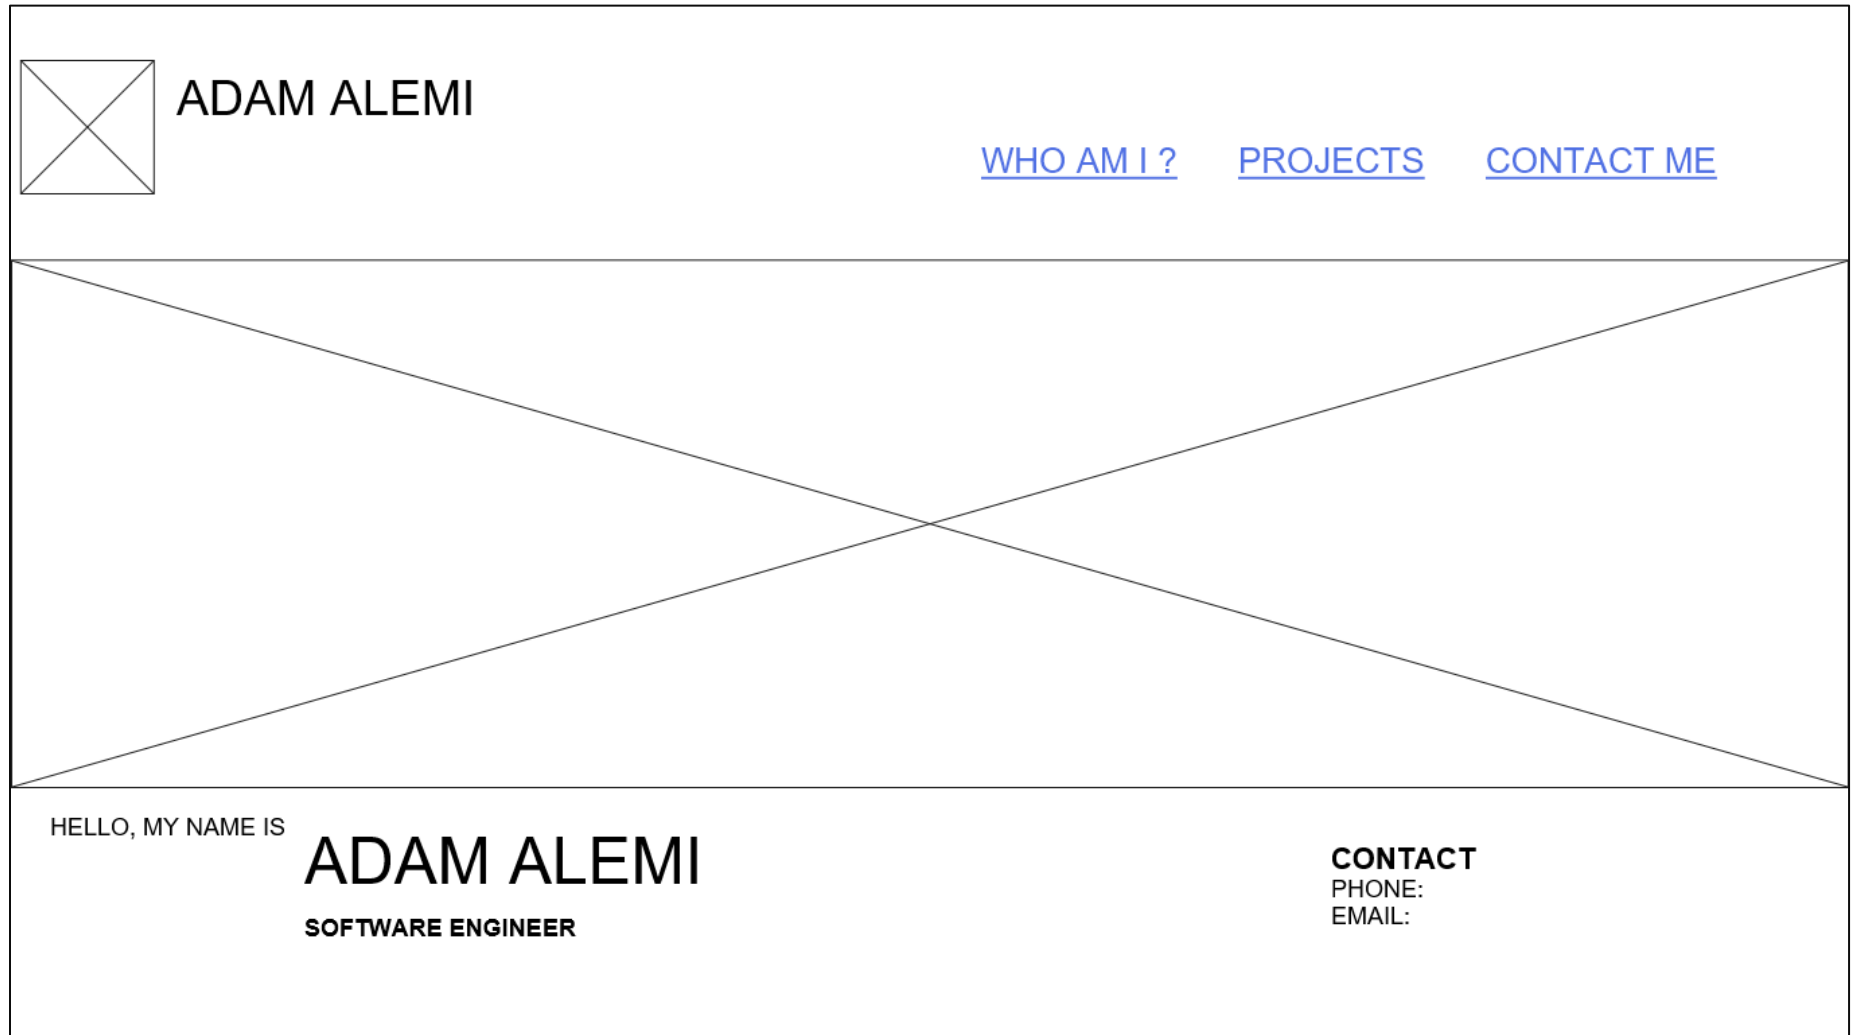 ADAM ALEMI
WHO AM I ? PROJECTS CONTACT ME
HELLO, MY NAME IS
ADAM ALEMI
SOFTWARE ENGINEER
CONTACT
PHONE:
EMAIL: